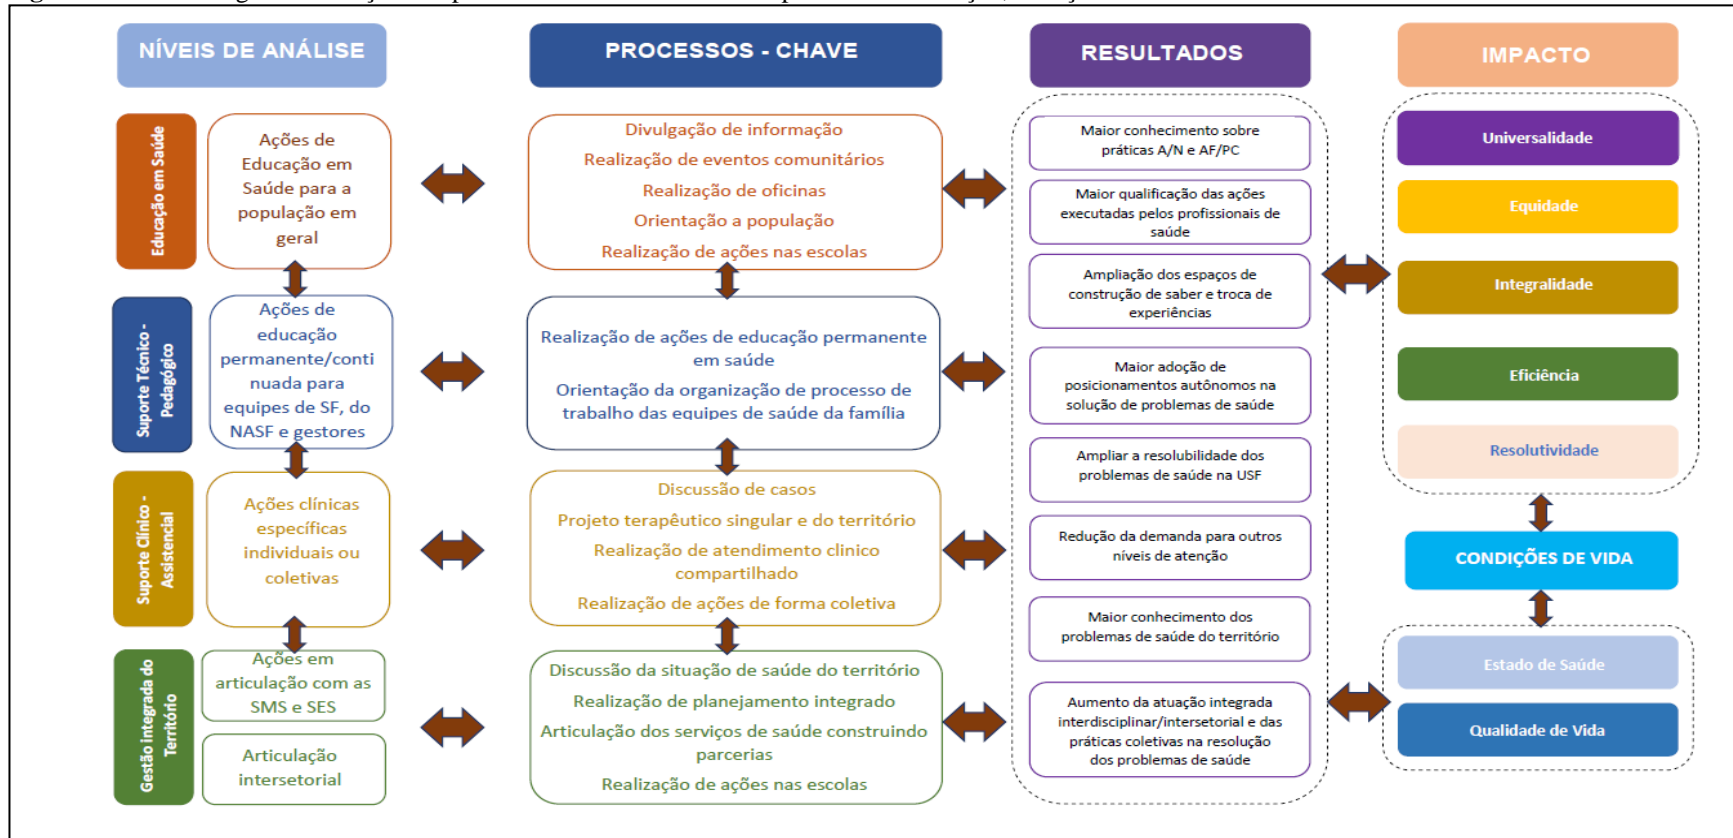 NÍVEIS DE ANÁLISE
PROCESSOS - CHAVE
RESULTADOS
IMPACTO
Educação em Saúde
Ações de
Educação em
Saúde para a
população em
geral
Divulgação de informação
Realização de eventos comunitários
Realização de oficinas
Orientação a população
Realização de ações nas escolas
Suporte Técnico -
Pedagógico
Ações de
educação
permanente/conti
nuada para
equipes de SF, do
NASF e gestores
Realização de ações de educação permanente
em saúde
Orientação da organização de processo de
trabalho das equipes de saúde da família
Suporte Clínico -
Assistencial
Ações clínicas
específicas
individuais ou
coletivas
Discussão de casos
Projeto terapêutico singular e do território
Realização de atendimento clinico
compartilhado
Realização de ações de forma coletiva
Gestão integrada do
Território
Ações em
articulação com as
SMS e SES
Articulação
intersetorial
Discussão da situação de saúde do território
Realização de planejamento integrado
Articulação dos serviços de saúde construindo
parcerias
Realização de ações nas escolas
Maior conhecimento sobre
práticas A/N e AF/PC
Maior qualificação das ações
executadas pelos profissionais de
saúde
Ampliação dos espaços de
construção de saber e troca de
experiências
Maior adoção de
posicionamentos autônomos na
solução de problemas de saúde
Ampliar a resolubilidade dos
problemas de saúde na USF
Redução da demanda para outros
níveis de atenção
Maior conhecimento dos
problemas de saúde do território
Aumento da atuação integrada
interdisciplinar/intersetorial e das
práticas coletivas na resolução
dos problemas de saúde
Universalidade
Equidade
Integralidade
Eficiência
Resolutividade
CONDIÇÕES DE VIDA
Estado de Saúde
Qualidade de Vida